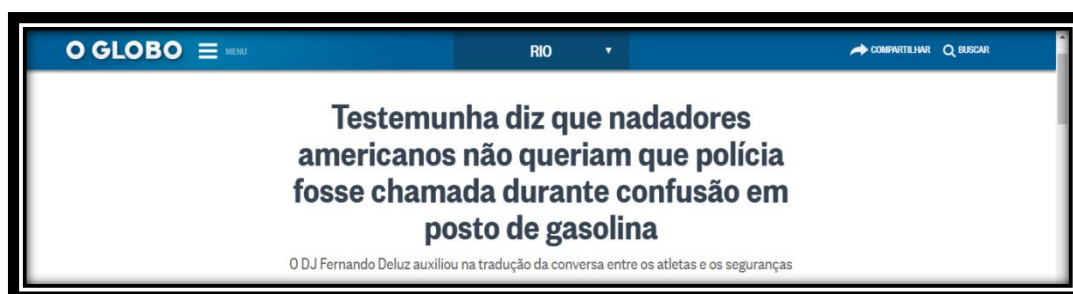 O GLOBO MENU RIO COMPARTILHAR BUSCAR
Testemunha diz que nadadores
americanos não queriam que polícia
fosse chamada durante confusão em
posto de gasolina
O DJ Fernando Deluz auxiliou na tradução da conversa entre os atletas e os seguranças